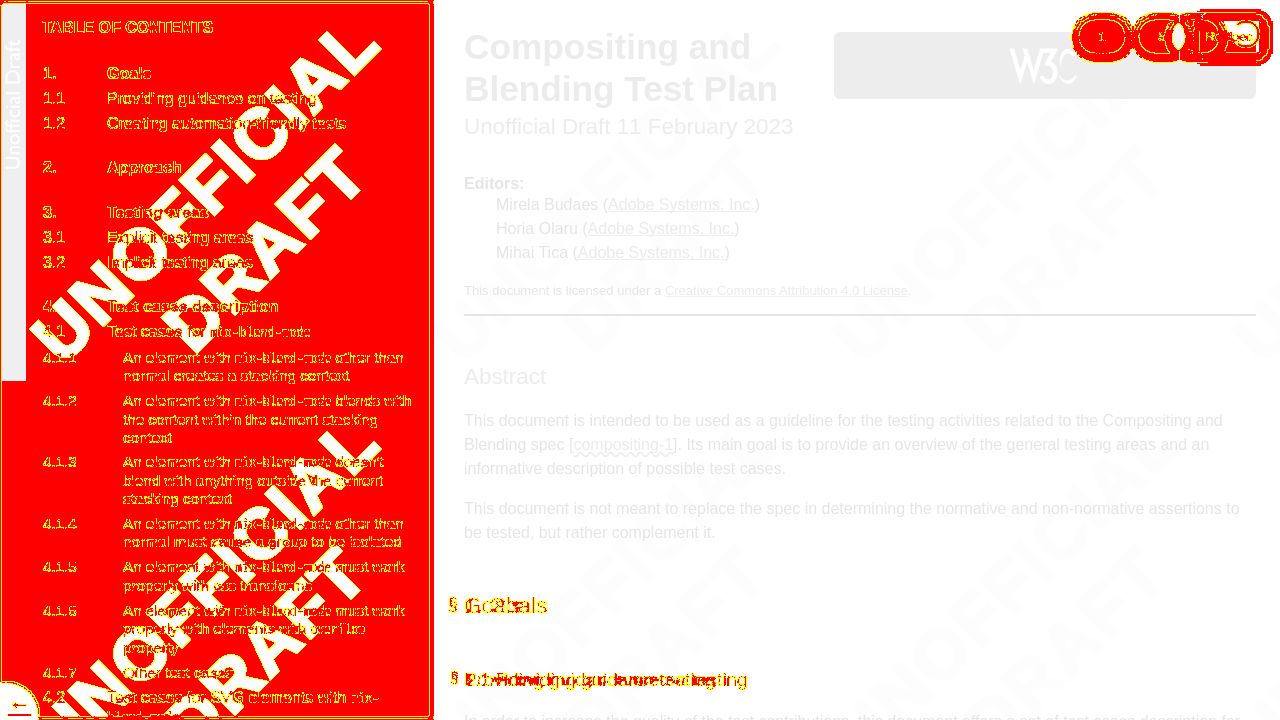 TABLE OF CONTENTS
1. Goals
1.1 Providing guidance on testing
1.2 Creating automation-friendly tests
2. Approach
3. Testing areas
3.1 Explicit testing areas
3.2 Implicit testing areas
4. Test cases description
4.1 Test cases for mix-blend-mode
4.1.1 An element with mix-blend-mode other than
normal creates a stacking context
4.1.2 An element with mix-blend-mode blends with
the content within the current stacking
context
4.1.3 An element with mix-blend-mode doesn't
blend with anything outside the current
stacking context
4.1.4 An element with mix-blend-mode other than
normal must cause a group to be isolated
4.1.5 An element with mix-blend-mode must work
properly with css transforms
4.1.6 An element with mix-blend-mode must work
properly with elements with overflow
property
4.1.7 Other test cases
4.2 Test cases for SVG elements with mix-
Unofficial Draft
UNOFFICIAL
DRAFT
UNOFFICIAL
DRAFT
←
Compositing and
Blending Test Plan
W3C
Unofficial Draft 11 February 2023
Editors:
Mirela Budaes (Adobe Systems, Inc.)
Horia Olaru (Adobe Systems, Inc.)
Mihai Tica (Adobe Systems, Inc.)
This document is licensed under a Creative Commons Attribution 4.0 License.
Abstract
This document is intended to be used as a guideline for the testing activities related to the Compositing and
Blending spec [compositing-1]. Its main goal is to provide an overview of the general testing areas and an
informative description of possible test cases.
This document is not meant to replace the spec in determining the normative and non-normative assertions to
be tested, but rather complement it.
§
§
In order to increase the quality of the test contributions, this document offers a set of test cases description for